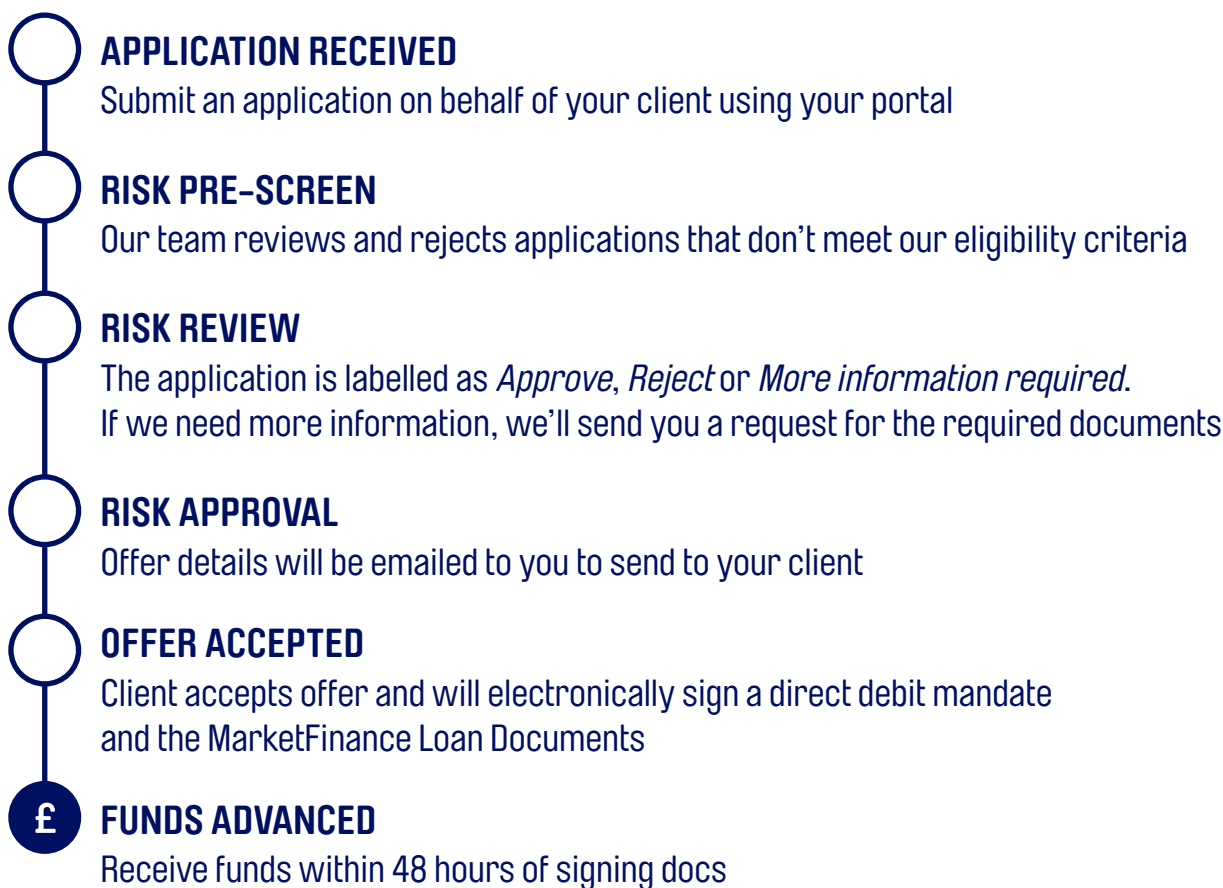 APPLICATION RECEIVED
Submit an application on behalf of your client using your portal
RISK PRE-SCREEN
Our team reviews and rejects applications that don’t meet our eligibility criteria
RISK REVIEW
The application is labelled as Approve, Reject or More information required.
If we need more information, we’ll send you a request for the required documents
RISK APPROVAL
Offer details will be emailed to you to send to your client
OFFER ACCEPTED
Client accepts offer and will electronically sign a direct debit mandate
and the MarketFinance Loan Documents
£ FUNDS ADVANCED
Receive funds within 48 hours of signing docs